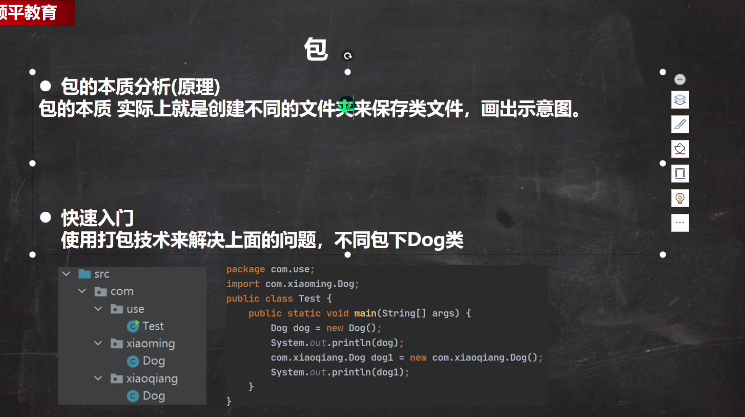 顺平教育
包
● 包的本质分析(原理)
包的本质 实际上就是创建不同的文件夹来保存类文件，画出示意图。
● 快速入门
使用打包技术来解决上面的问题，不同包下Dog类
src
com
use
Test
xiaoming
Dog
xiaoqiang
Dog
package com.use;
import com.xiaoming.Dog;
public class Test {
public static void main(String[] args) {
Dog dog = new Dog();
System.out.println(dog);
com.xiaoqiang.Dog dog1 = new com.xiaoqiang.Dog();
System.out.println(dog1);
}
}